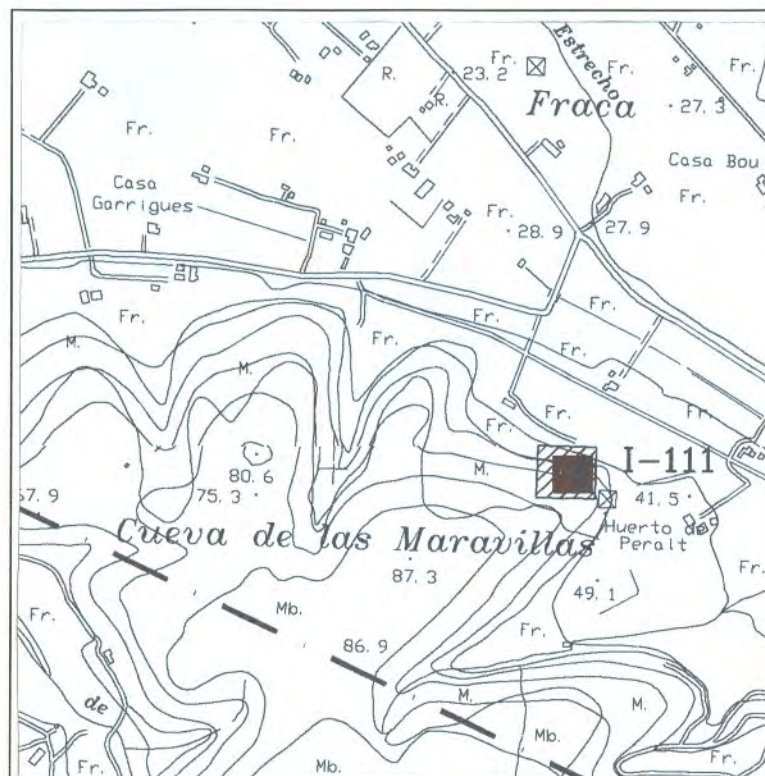 Estrecho
Fr.
R.
23. 2
Fr.
Fraca
27. 3
R.
Fr.
Fr.
Casa Bou
Casa
Garrigues
Fr.
Fr.
28. 9
27. 9
Fr.
Fr.
Fr.
M.
M.
Fr.
Fr.
Fr.
I-111
M.
80. 6
75. 3
41. 5
67. 9
Cueva de las Maravillas
Huerto de
Peralt
87. 3
Fr.
49. 1
Mb.
Fr.
Fr.
86. 9
de
M.
M.
Mb.
Fr.
Mb.
Fr.